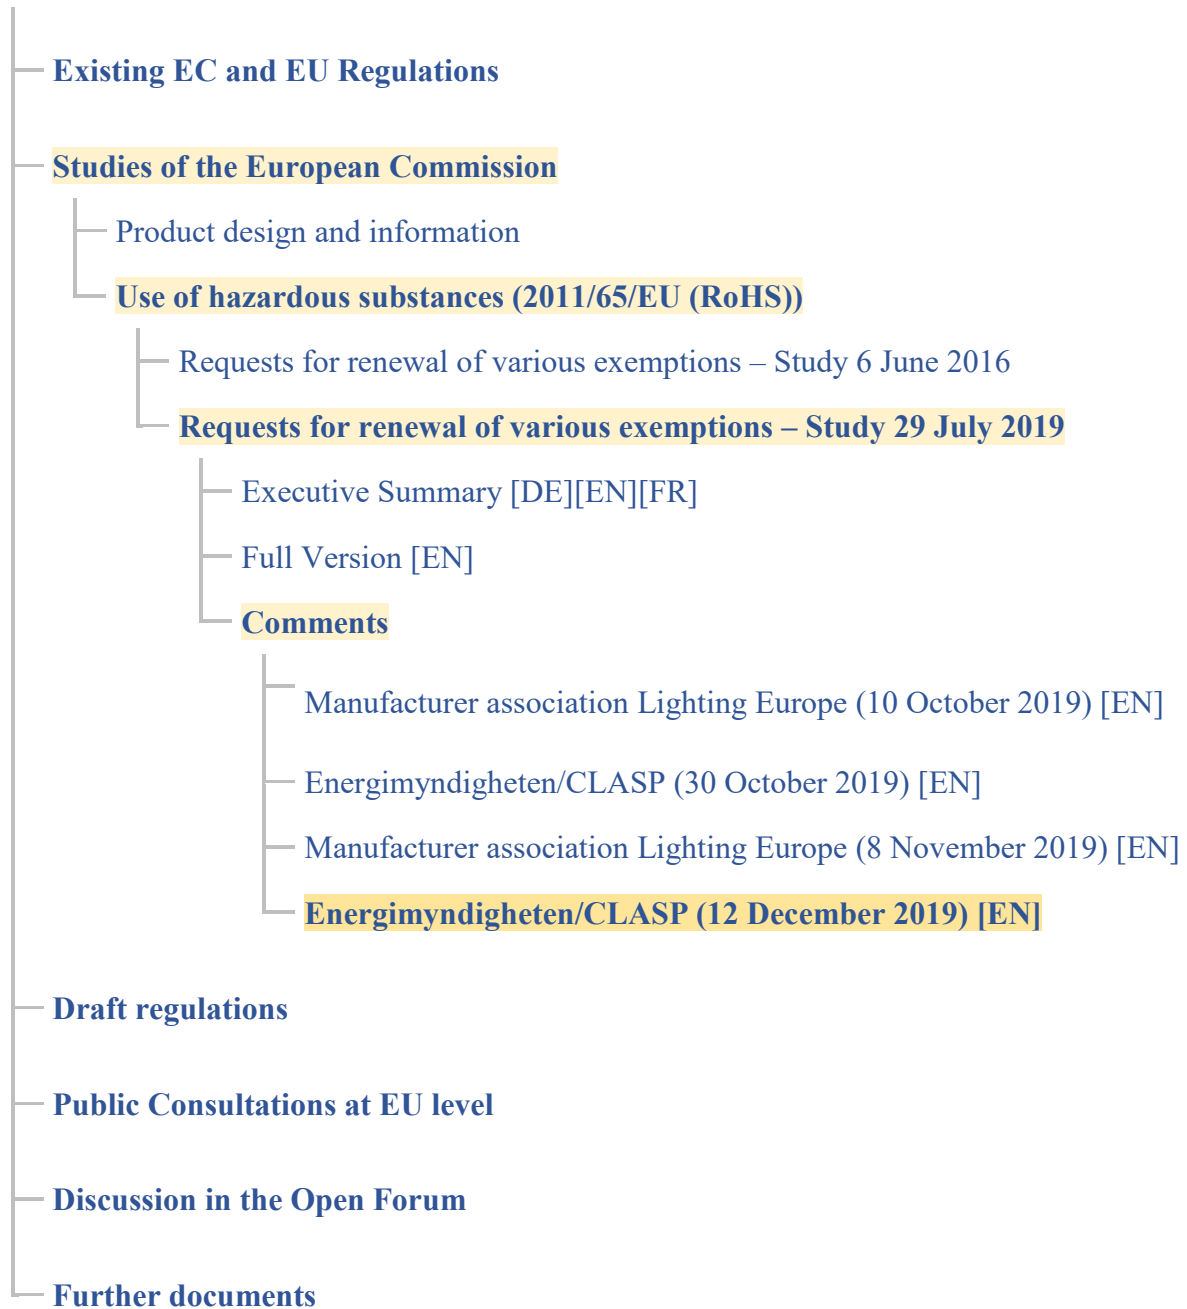 Existing EC and EU Regulations
Studies of the European Commission
Product design and information
Use of hazardous substances (2011/65/EU (RoHS))
Requests for renewal of various exemptions – Study 6 June 2016
Requests for renewal of various exemptions – Study 29 July 2019
Executive Summary [DE][EN][FR]
Full Version [EN]
Comments
Manufacturer association Lighting Europe (10 October 2019) [EN]
Energimyndigheten/CLASP (30 October 2019) [EN]
Manufacturer association Lighting Europe (8 November 2019) [EN]
Energimyndigheten/CLASP (12 December 2019) [EN]
Draft regulations
Public Consultations at EU level
Discussion in the Open Forum
Further documents